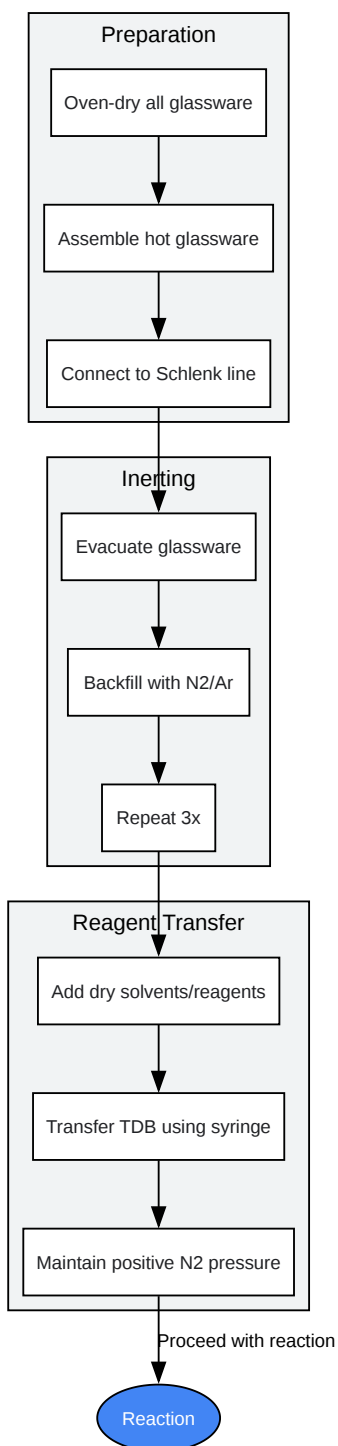 Preparation
Oven-dry all glassware
Assemble hot glassware
Connect to Schlenk line
Inerting
Evacuate glassware
Backfill with N2/Ar
Repeat 3x
Reagent Transfer
Add dry solvents/reagents
Transfer TDB using syringe
Maintain positive N2 pressure
Proceed with reaction
Reaction